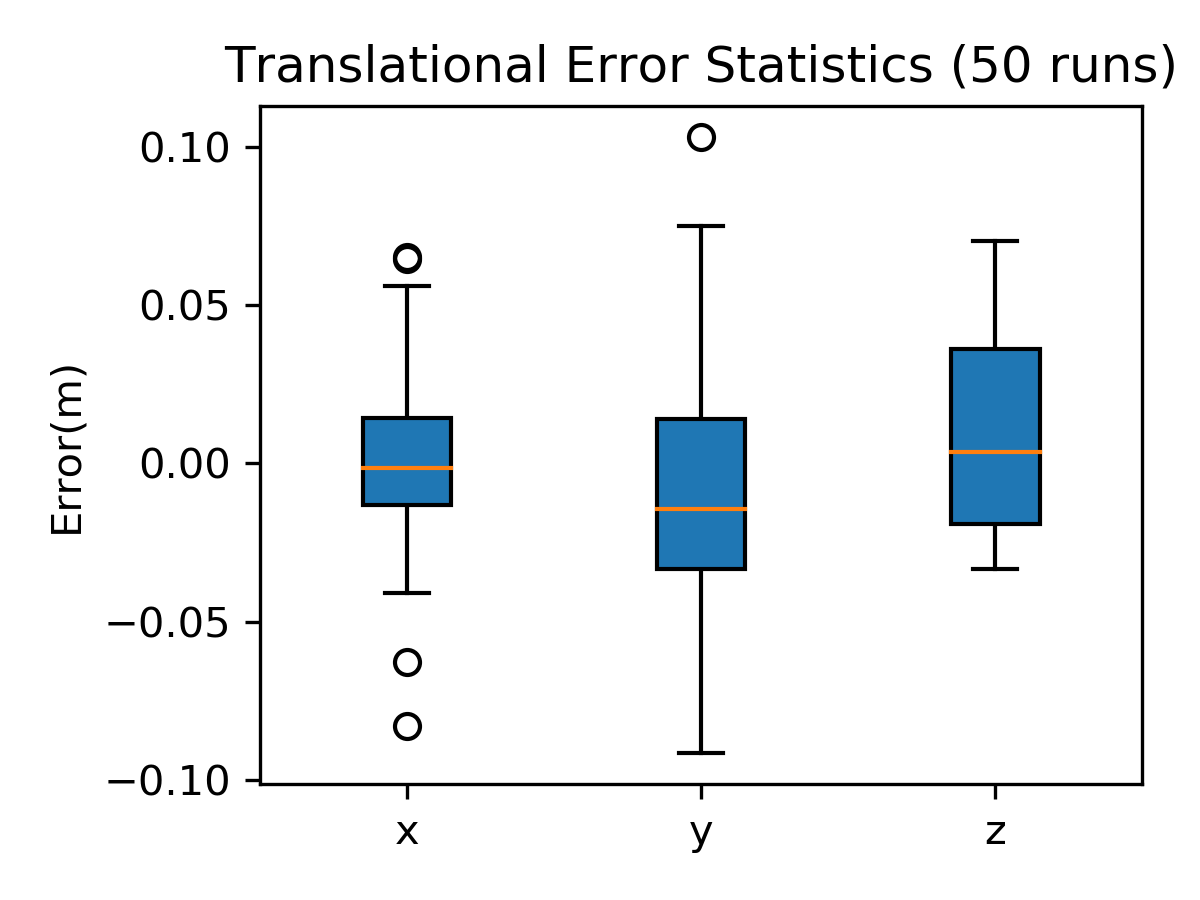 Translational Error Statistics (50 runs)
0.10
0.05
0.00
−0.05
−0.10
Error(m)
x
y
z